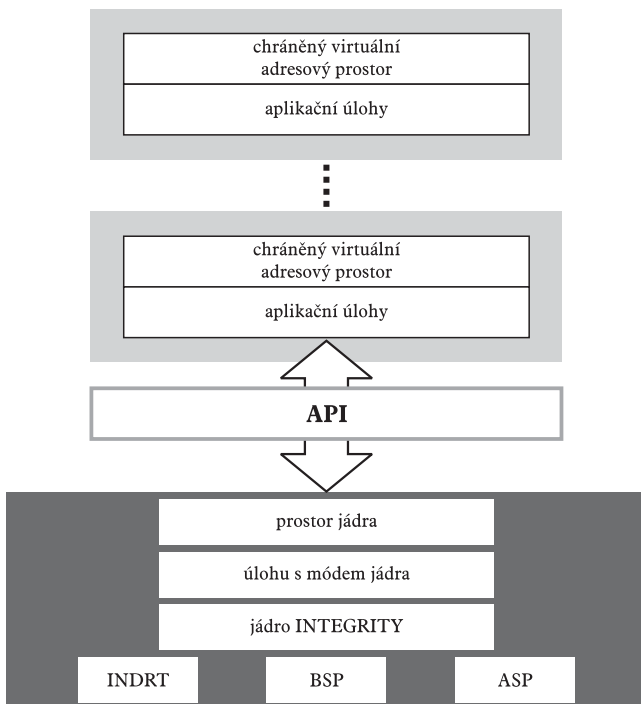 chráněný virtuální
adresový prostor
aplikační úlohy
chráněný virtuální
adresový prostor
aplikační úlohy
API
prostor jádra
úlohu s módem jádra
jádro INTEGRITY
INDRT
BSP
ASP